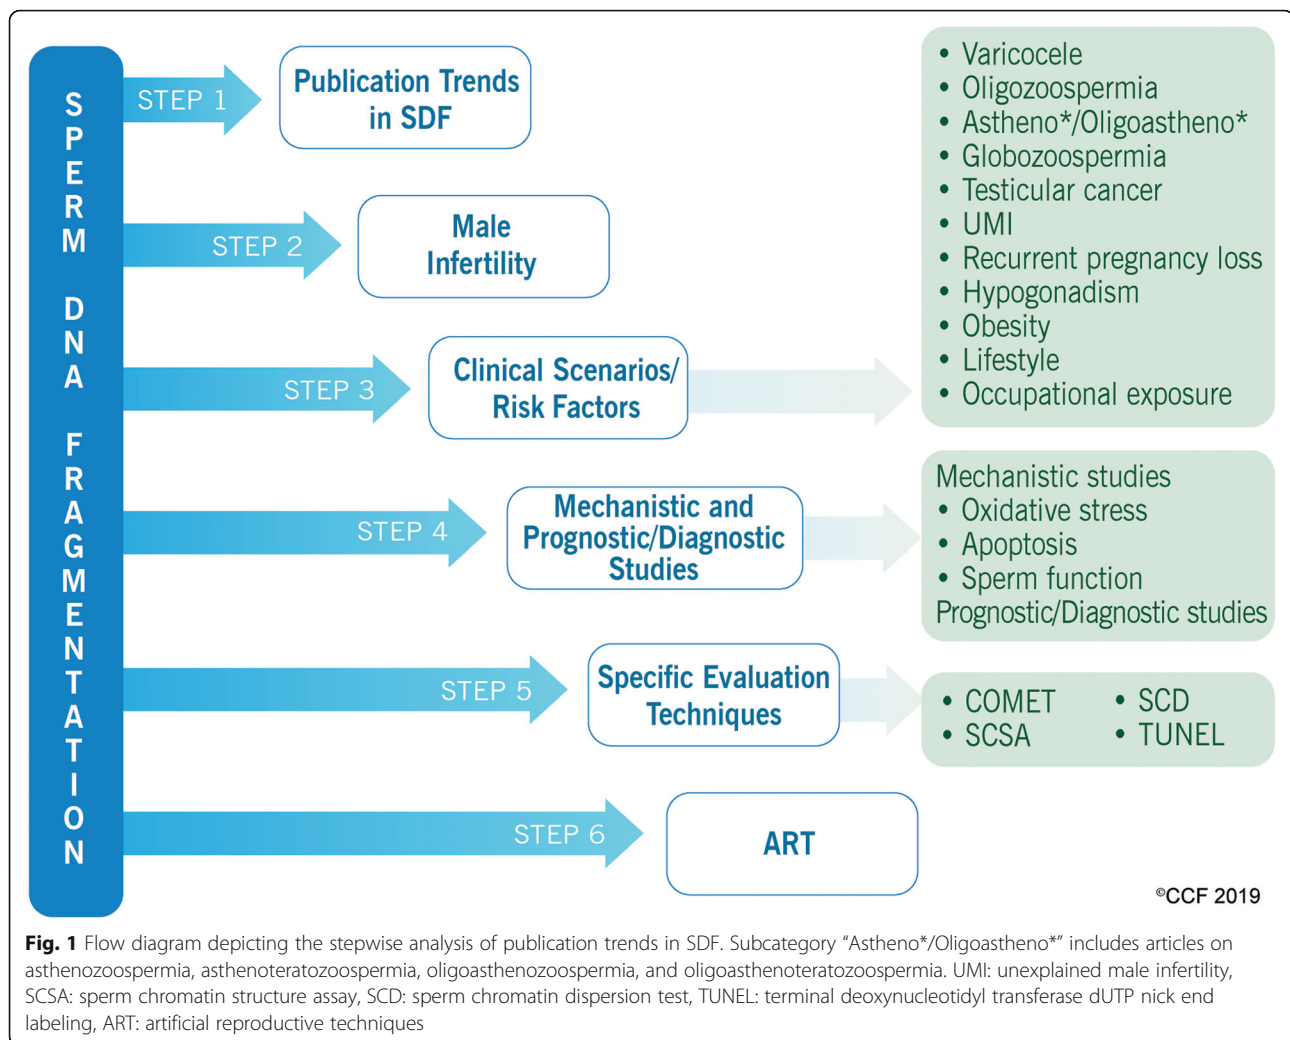 SPERM DNA FRAGMENTATION
STEP 1
Publication Trends
in SDF
STEP 2
Male
Infertility
STEP 3
Clinical Scenarios/
Risk Factors
• Varicocele
• Oligozoospermia
• Astheno*/Oligoastheno*
• Globozoospermia
• Testicular cancer
• UMI
• Recurrent pregnancy loss
• Hypogonadism
• Obesity
• Lifestyle
• Occupational exposure
STEP 4
Mechanistic and
Prognostic/Diagnostic
Studies
Mechanistic studies
• Oxidative stress
• Apoptosis
• Sperm function
Prognostic/Diagnostic studies
STEP 5
Specific Evaluation
Techniques
• COMET • SCD
• SCSA • TUNEL
STEP 6
ART
©CCF 2019
Fig. 1 Flow diagram depicting the stepwise analysis of publication trends in SDF. Subcategory “Astheno*/Oligoastheno*” includes articles on
asthenozoospermia, asthenoteratozoospermia, oligoasthenozoospermia, and oligoasthenoteratozoospermia. UMI: unexplained male infertility,
SCSA: sperm chromatin structure assay, SCD: sperm chromatin dispersion test, TUNEL: terminal deoxynucleotidyl transferase dUTP nick end
labeling, ART: artificial reproductive techniques